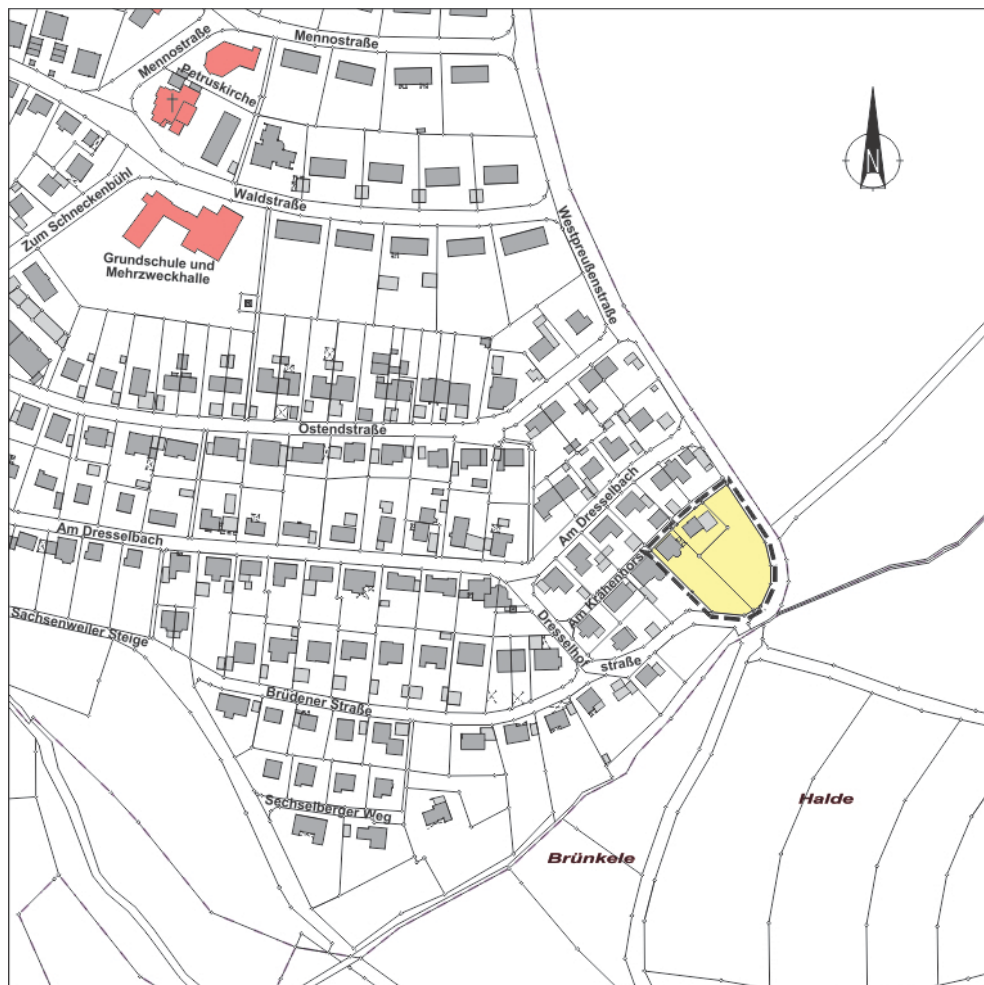 Mennostraße
Mennostraße
Petruskirche
N
Waldstraße
Zum Schneckenbühl
Westpreußenstraße
Grundschule und
Mehrzweckhalle
Ostendstraße
Am Dresselbach
Am Dresselbach
Am Krähenhorst
Sachsenweiler Steige
Dresselhof
straße
Brüdener Straße
Sechselberger Weg
Halde
Brünkele